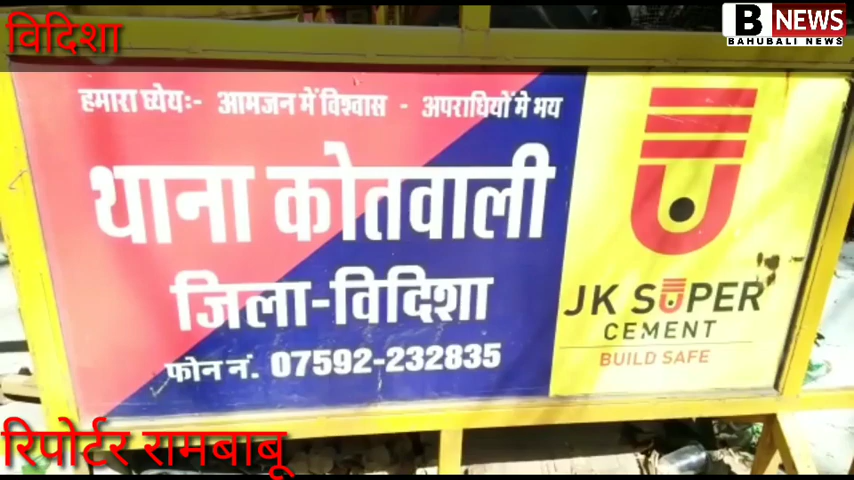 विदिशा
B NEWS
BAHUBALI NEWS
हमारा ध्येयः- आमजन में विश्वास - अपराधियों मे भय
थाना कोतवाली
जिला-विदिशा
फोन नं. 07592-232835
JK SUPER
CEMENT
BUILD SAFE
रिपोर्टर रामबाबू